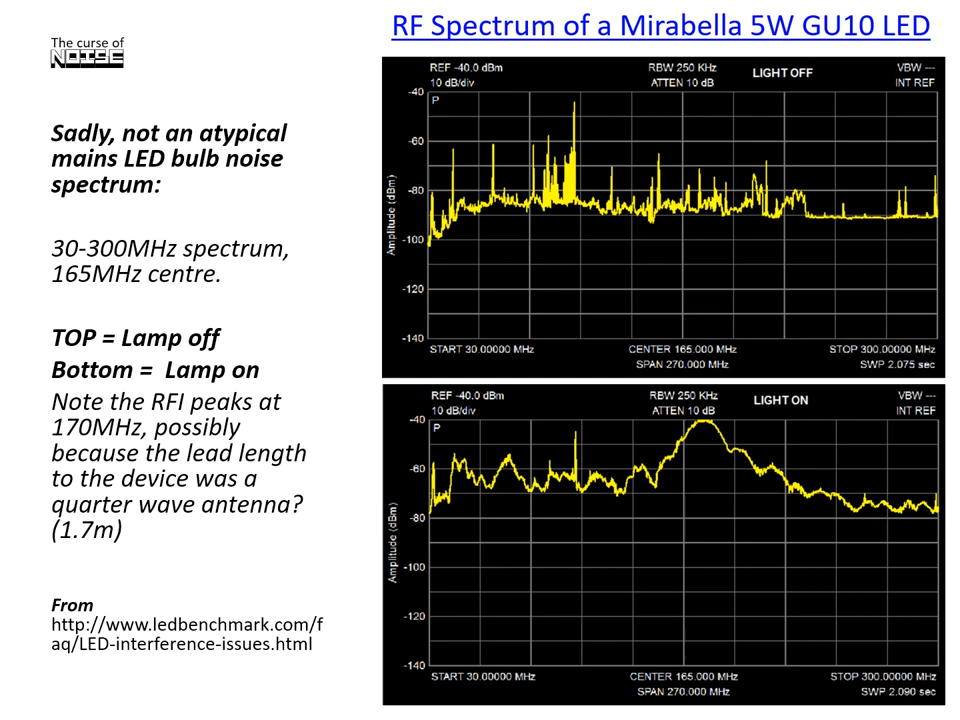 The curse of
NOISE
RF Spectrum of a Mirabella 5W GU10 LED
Sadly, not an atypical
mains LED bulb noise
spectrum:
30-300MHz spectrum,
165MHz centre.
TOP = Lamp off
Bottom = Lamp on
Note the RFI peaks at
170MHz, possibly
because the lead length
to the device was a
quarter wave antenna?
(1.7m)
From
http://www.ledbenchmark.com/f
aq/LED-interference-issues.html
REF -40.0 dBm
10 dB/div
RBW 250 KHz
ATTEN 10 dB
LIGHT OFF
VBW ---
INT REF
P
-40
-60
-80
-100
-120
-140
Amplitude (dBm)
START 30.00000 MHz
CENTER 165.000 MHz
SPAN 270.000 MHz
STOP 300.00000 MHz
SWP 2.075 sec
REF -40.0 dBm
10 dB/div
RBW 250 KHz
ATTEN 10 dB
LIGHT ON
VBW ---
INT REF
P
-40
-60
-80
-100
-120
-140
Amplitude (dBm)
START 30.00000 MHz
CENTER 165.000 MHz
SPAN 270.000 MHz
STOP 300.00000 MHz
SWP 2.090 sec